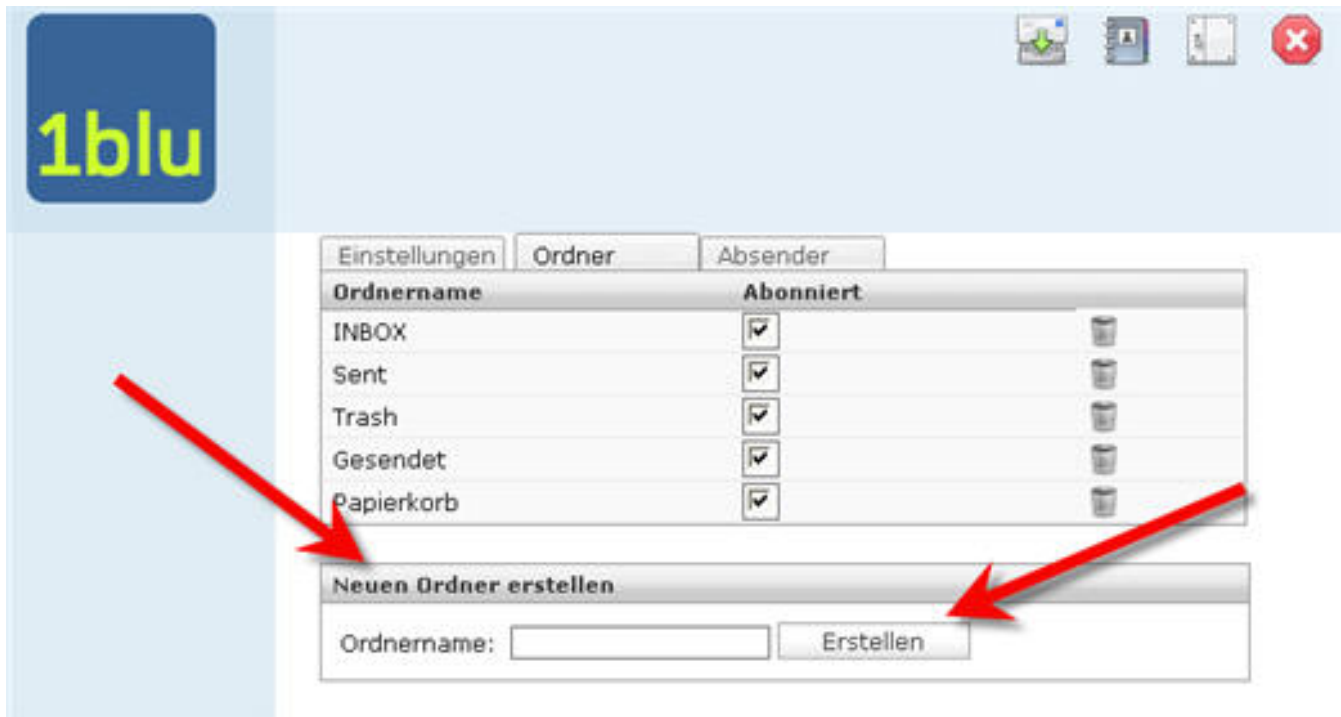 1blu
Einstellungen Ordner Absender
Ordnername Abonniert
INBOX
Sent
Trash
Gesendet
Papierkorb
Neuen Ordner erstellen
Ordnername: Erstellen